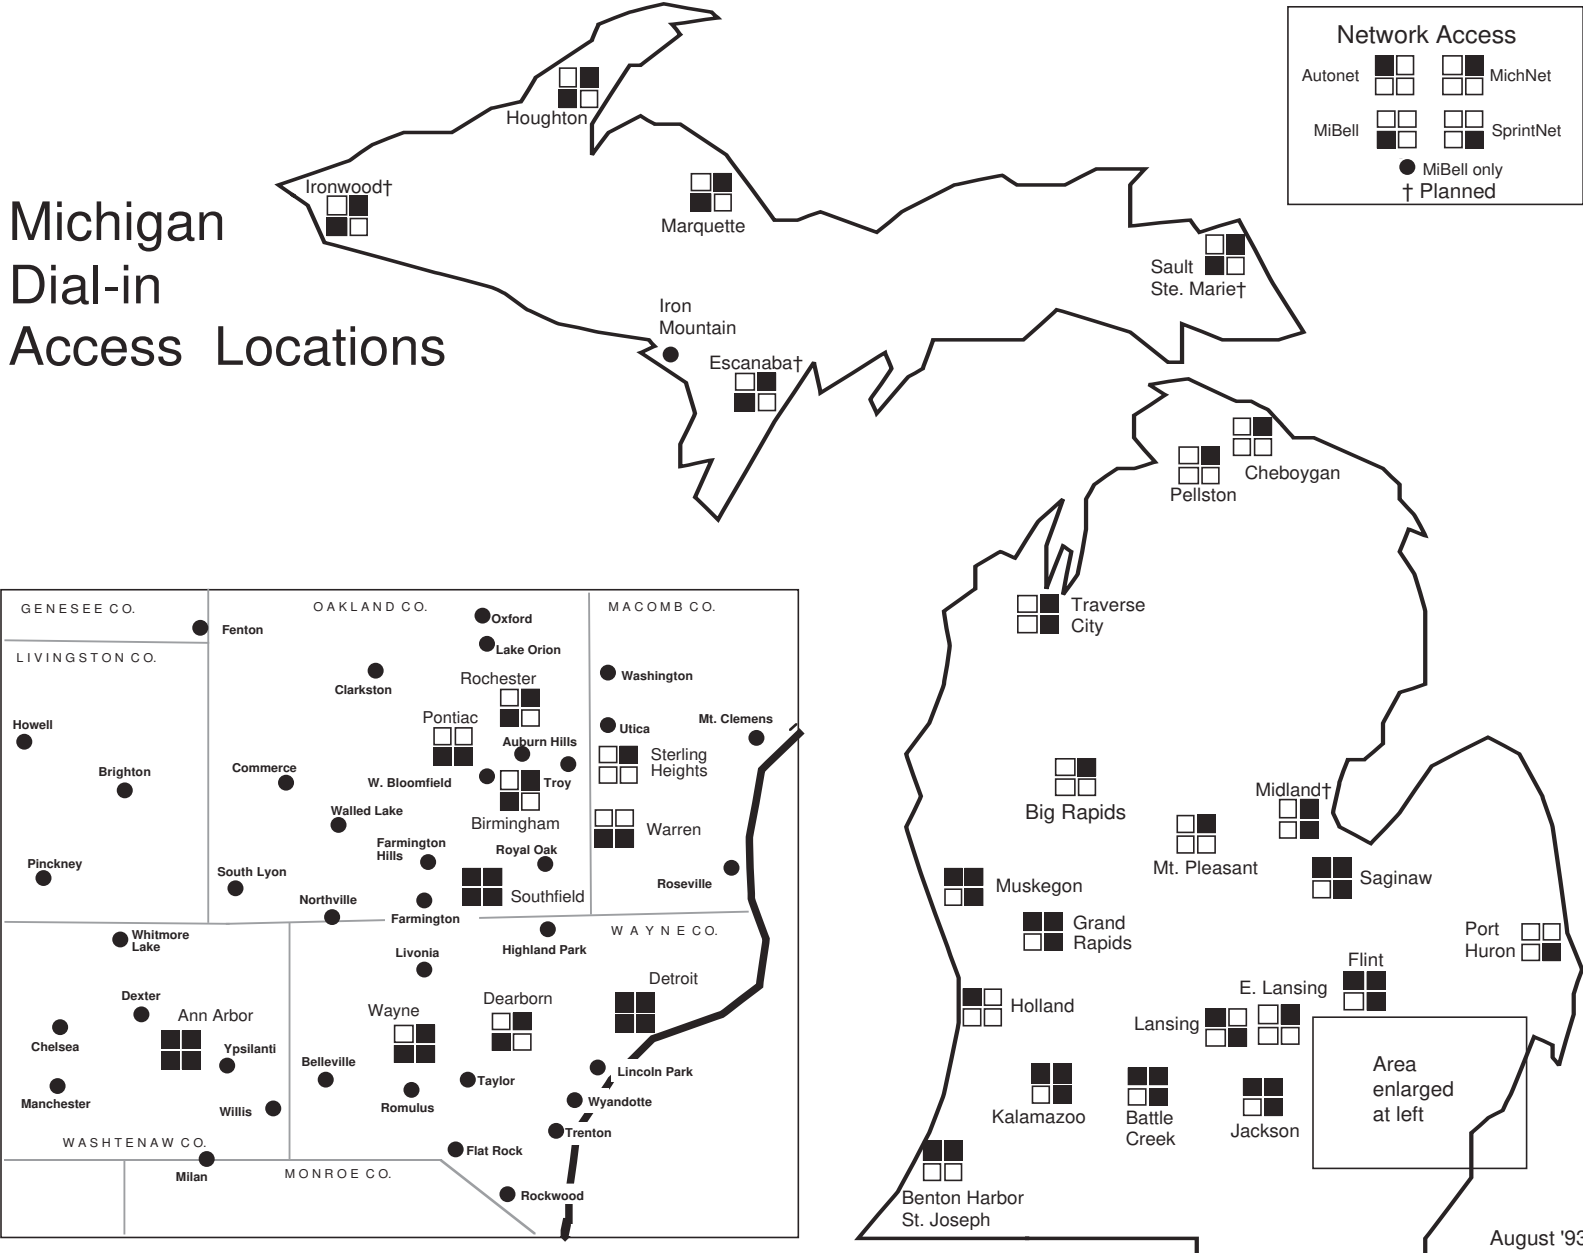 Michigan
Dial-in
Access Locations
Network Access
Autonet
MichNet
MiBell
SprintNet
MiBell only
† Planned
Houghton
Ironwood†
Marquette
Sault
Ste. Marie†
Iron
Mountain
Escanaba†
Cheboygan
Pellston
Traverse
City
Big Rapids
Midland†
Mt. Pleasant
Saginaw
Muskegon
Grand
Rapids
Port
Huron
Flint
Holland
E. Lansing
Lansing
Kalamazoo
Battle
Creek
Jackson
Benton Harbor
St. Joseph
Area
enlarged
at left
August '93
GENESEE CO.
OAKLAND CO.
MACOMB CO.
Fenton
Oxford
LIVINGSTON CO.
Lake Orion
Clarkston
Rochester
Washington
Howell
Pontiac
Utica
Mt. Clemens
Auburn Hills
Sterling
Heights
Brighton
Commerce
W. Bloomfield
Troy
Walled Lake
Birmingham
Warren
Farmington
Hills
Royal Oak
Pinckney
South Lyon
Southfield
Roseville
Northville
Farmington
Whitmore
Lake
Livonia
Highland Park
WAYNE CO.
Dexter
Ann Arbor
Wayne
Dearborn
Detroit
Chelsea
Ypsilanti
Belleville
Taylor
Lincoln Park
Manchester
Willis
Romulus
Wyandotte
Trenton
WASHTENAW CO.
Flat Rock
Milan
MONROE CO.
Rockwood